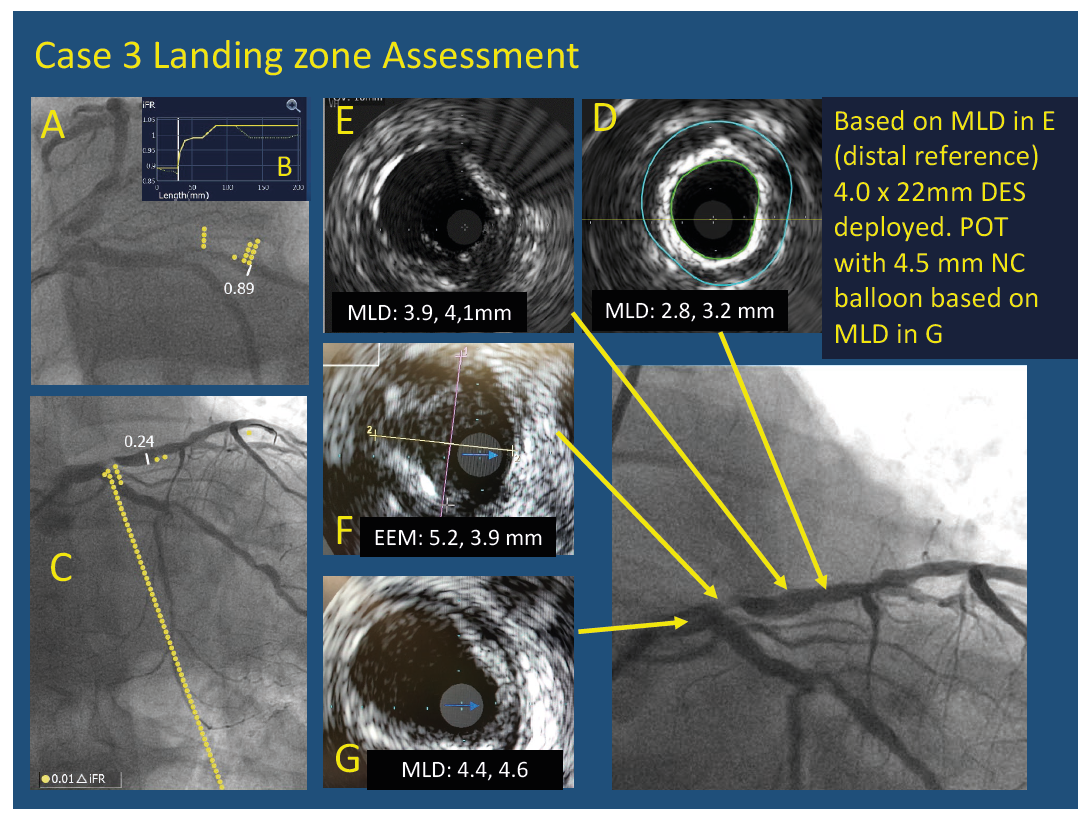 Case 3 Landing zone Assessment
A
iFR
1.05
1
0.95
0.9
0.85
0
50
100
150
200
Length(mm)
B
0.89
E
MLD: 3.9, 4,1mm
D
MLD: 2.8, 3.2 mm
Based on MLD in E
(distal reference)
4.0 x 22mm DES
deployed. POT
with 4.5 mm NC
balloon based on
MLD in G
C
0.24
0.01 △ iFR
1
2
F
EEM: 5.2, 3.9 mm
G
MLD: 4.4, 4.6